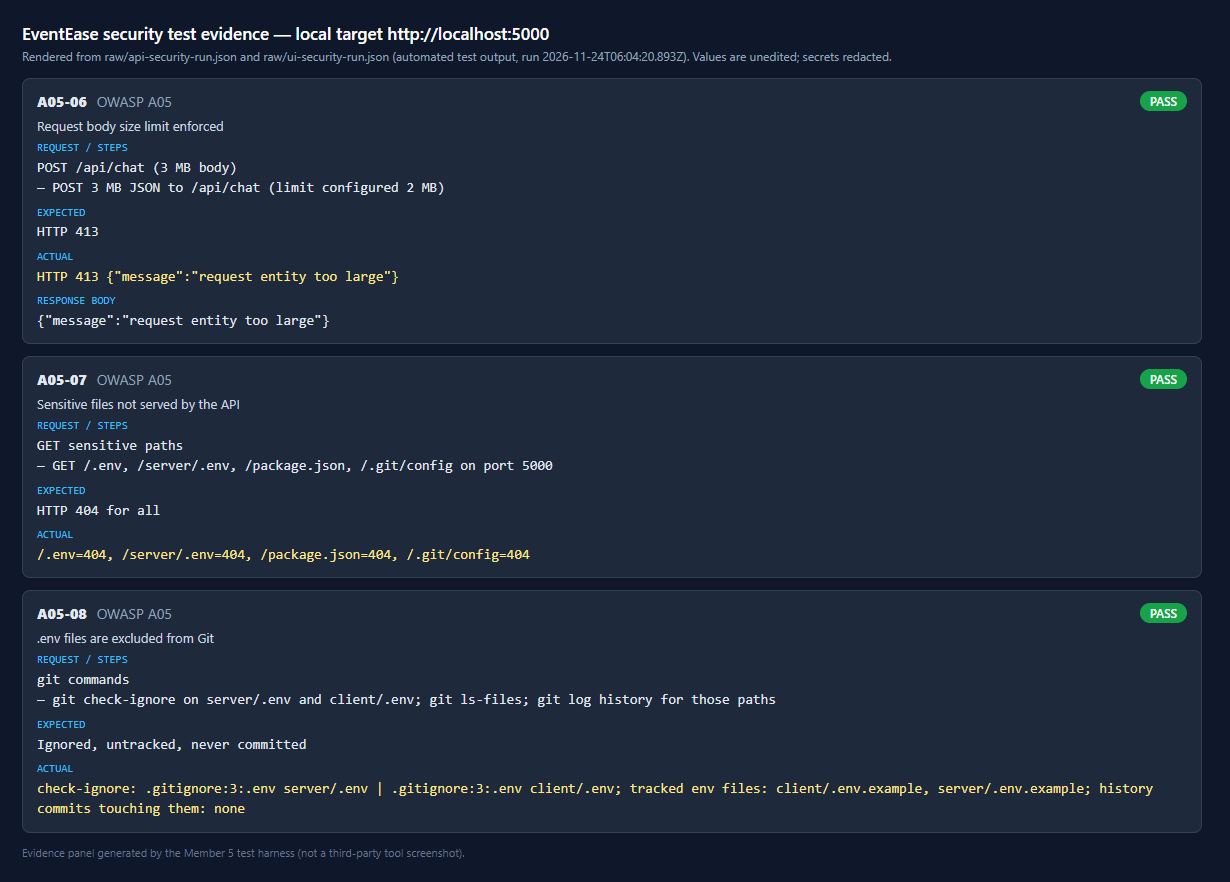 EventEase security test evidence — local target http://localhost:5000
Rendered from raw/api-security-run.json and raw/ui-security-run.json (automated test output, run 2026-11-24T06:04:20.893Z). Values are unedited; secrets redacted.
A05-06 OWASP A05 PASS
Request body size limit enforced
REQUEST / STEPS
POST /api/chat (3 MB body)
— POST 3 MB JSON to /api/chat (limit configured 2 MB)
EXPECTED
HTTP 413
ACTUAL
HTTP 413 {"message":"request entity too large"}
RESPONSE BODY
{"message":"request entity too large"}
A05-07 OWASP A05 PASS
Sensitive files not served by the API
REQUEST / STEPS
GET sensitive paths
— GET /.env, /server/.env, /package.json, /.git/config on port 5000
EXPECTED
HTTP 404 for all
ACTUAL
/.env=404, /server/.env=404, /package.json=404, /.git/config=404
A05-08 OWASP A05 PASS
.env files are excluded from Git
REQUEST / STEPS
git commands
— git check-ignore on server/.env and client/.env; git ls-files; git log history for those paths
EXPECTED
Ignored, untracked, never committed
ACTUAL
check-ignore: .gitignore:3:.env server/.env | .gitignore:3:.env client/.env; tracked env files: client/.env.example, server/.env.example; history
commits touching them: none
Evidence panel generated by the Member 5 test harness (not a third-party tool screenshot).